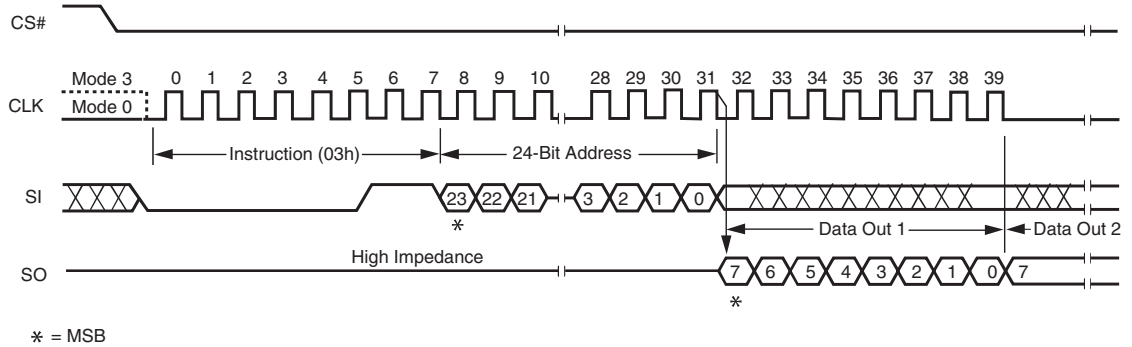 CS#
Mode 3 0 1 2 3 4 5 6 7 8 9 10 28 29 30 31 32 33 34 35 36 37 38 39
CLK Mode 0
Instruction (03h) 24-Bit Address
SI 23 22 21 3 2 1 0
* Data Out 1 Data Out 2
High Impedance
SO 7 6 5 4 3 2 1 0 7
*
* = MSB